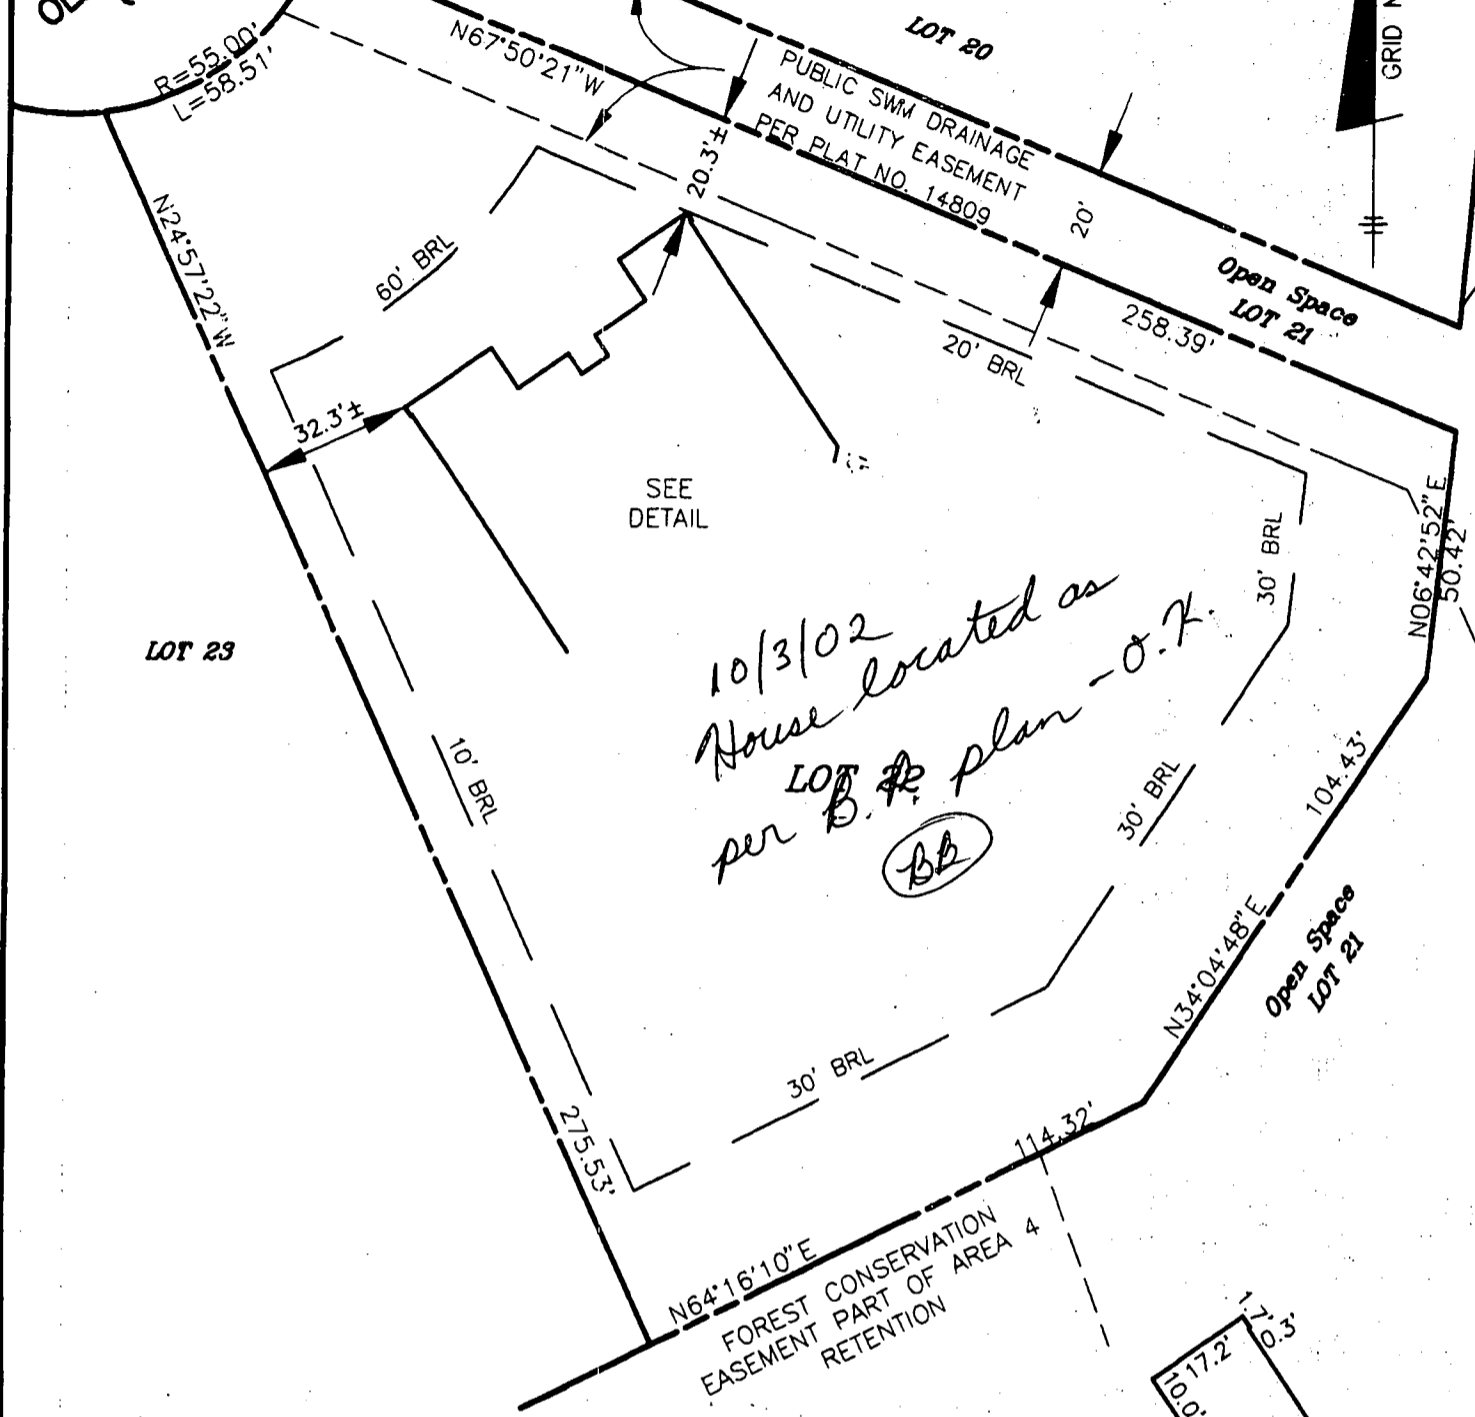 R=55.00'
L=58.51'
N67°50'21"W
LOT 20
GRID
PUBLIC SWM DRAINAGE
AND UTILITY EASEMENT
PER PLAT NO. 14809
20.3'±
20'
Open Space
LOT 21
258.39'
N24°57'22"W
60' BRL
20' BRL
32.3'±
SEE
DETAIL
30' BRL
N06°42'52"E
50.42'
LOT 23
10/3/02
House located as
per B.P. plan - O.K.
BB
LOT 22
10' BRL
30' BRL
104.43'
N34°04'48"E
Open Space
LOT 21
30' BRL
275.53'
114.32'
N64°16'10"E
FOREST CONSERVATION
EASEMENT PART OF AREA 4
RETENTION
1.7'
0.3'
17.2'
10.0'